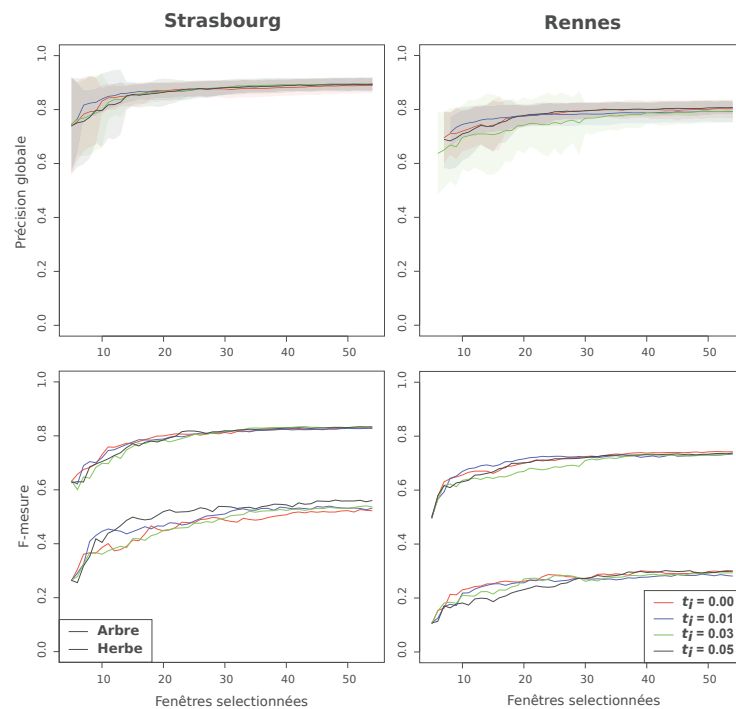 Strasbourg
Rennes
Précision globale
0.0 0.2 0.4 0.6 0.8 1.0
10 20 30 40 50
0.0 0.2 0.4 0.6 0.8 1.0
10 20 30 40 50
F-mesure
0.0 0.2 0.4 0.6 0.8 1.0
Arbre
Herbe
10 20 30 40 50
Fenêtres selectionnées
0.0 0.2 0.4 0.6 0.8 1.0
ti = 0.00
ti = 0.01
ti = 0.03
ti = 0.05
10 20 30 40 50
Fenêtres selectionnées